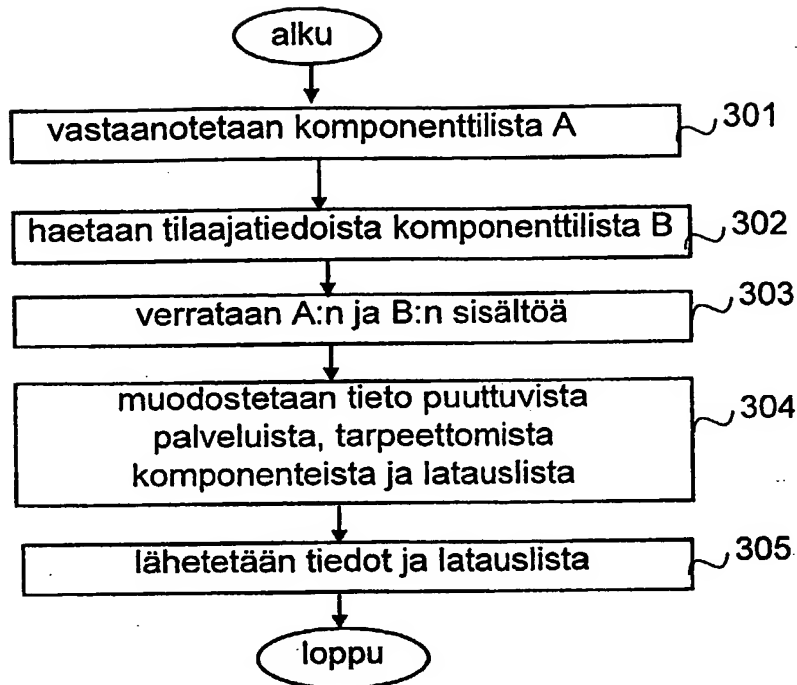 alku
vastaanotetaan komponenttilista A
301
haetaan tilaajatiedoista komponenttilista B
302
verrataan A:n ja B:n sisältöä
303
muodostetaan tieto puuttuvista
palveluista, tarpeettomista
komponenteista ja latauslista
304
lähetetään tiedot ja latauslista
305
loppu